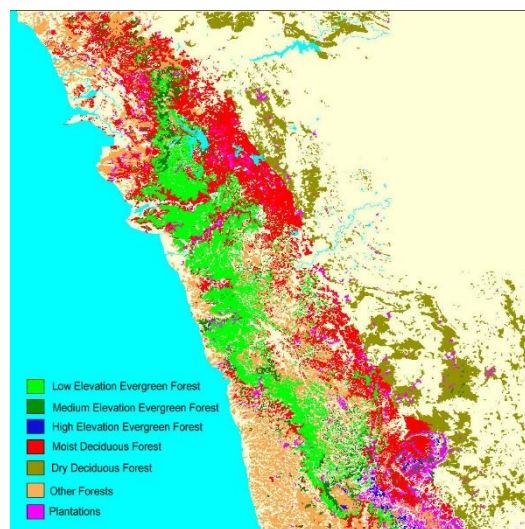 Low Elevation Evergreen Forest
Medium Elevation Evergreen Forest
High Elevation Evergreen Forest
Moist Deciduous Forest
Dry Deciduous Forest
Other Forests
Plantations